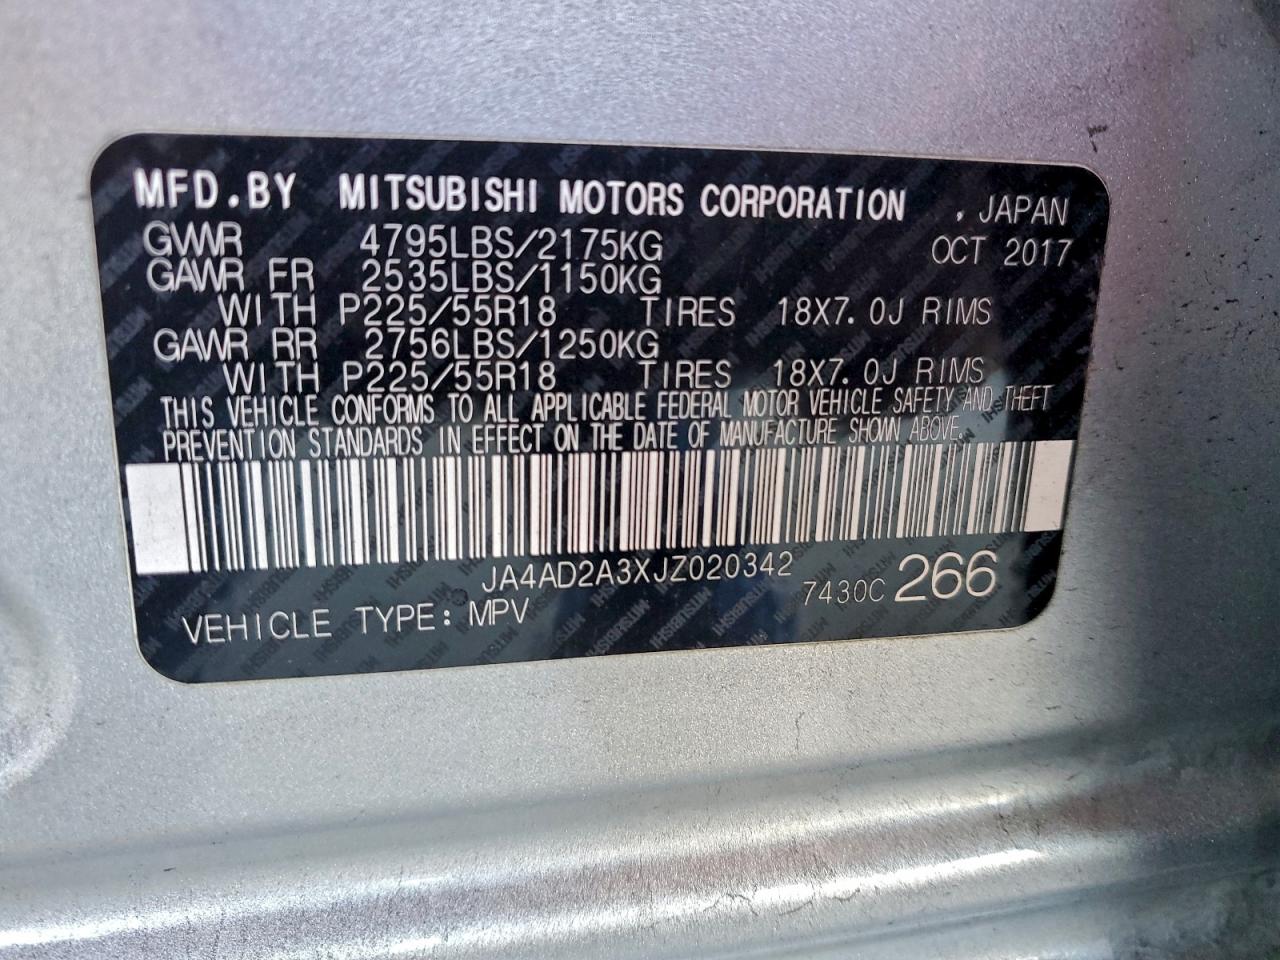 MFD.BY MITSUBISHI MOTORS CORPORATION , JAPAN
GVWR 4795LBS/2175KG OCT 2017
GAWR FR 2535LBS/1150KG
WITH P225/55R18 TIRES 18X7.0J RIMS
GAWR RR 2756LBS/1250KG
WITH P225/55R18 TIRES 18X7.0J RIMS
THIS VEHICLE CONFORMS TO ALL APPLICABLE FEDERAL MOTOR VEHICLE SAFETY AND THEFT
PREVENTION STANDARDS IN EFFECT ON THE DATE OF MANUFACTURE SHOWN ABOVE.
JA4AD2A3XJZ020342
7430C 266
VEHICLE TYPE: MPV